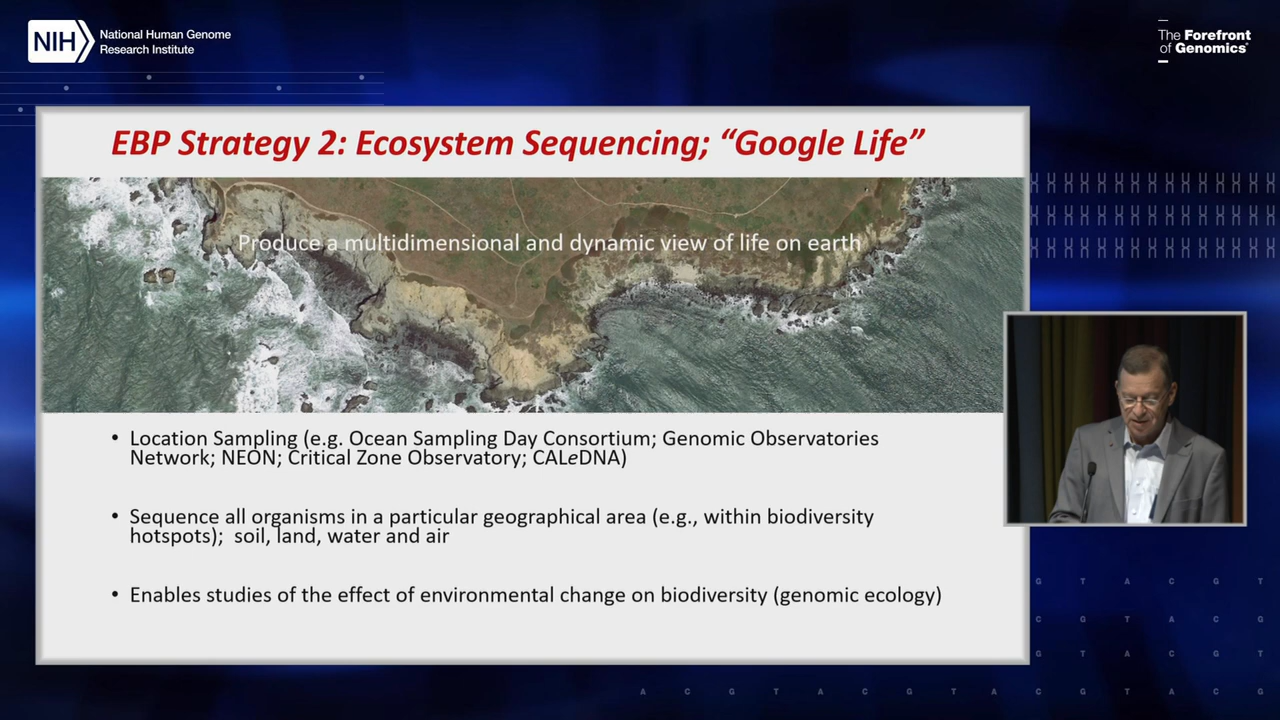 NIH
National Human Genome
Research Institute
The Forefront
of Genomics®
EBP Strategy 2: Ecosystem Sequencing; “Google Life”
Produce a multidimensional and dynamic view of life on earth
• Location Sampling (e.g. Ocean Sampling Day Consortium; Genomic Observatories
Network; NEON; Critical Zone Observatory; CALeDNA)
• Sequence all organisms in a particular geographical area (e.g., within biodiversity
hotspots);  soil, land, water and air
• Enables studies of the effect of environmental change on biodiversity (genomic ecology)
G T A C G T
C G T A C G
T A C G T
A C G T A C G T A C G T A C G